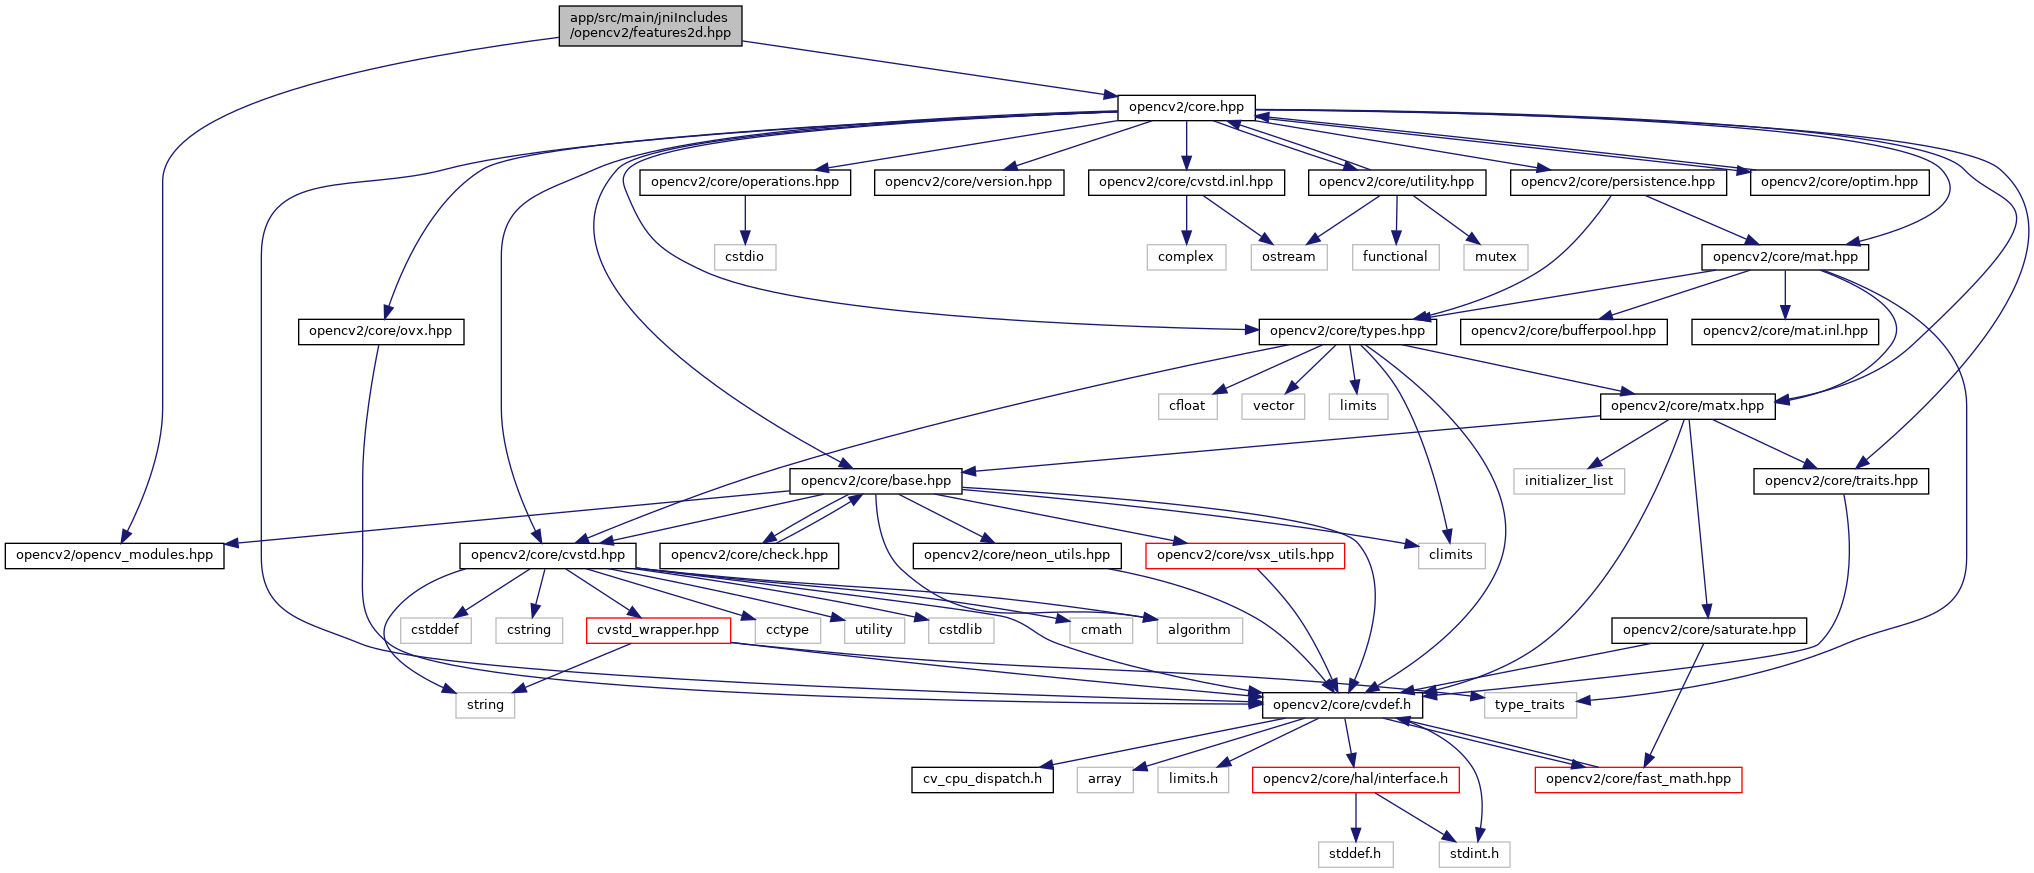 app/src/main/jniIncludes
/opencv2/features2d.hpp
opencv2/core.hpp
opencv2/core/operations.hpp
opencv2/core/version.hpp
opencv2/core/cvstd.inl.hpp
opencv2/core/utility.hpp
opencv2/core/persistence.hpp
opencv2/core/optim.hpp
cstdio
complex
ostream
functional
mutex
opencv2/core/mat.hpp
opencv2/core/ovx.hpp
opencv2/core/types.hpp
opencv2/core/bufferpool.hpp
opencv2/core/mat.inl.hpp
cfloat
vector
limits
opencv2/core/matx.hpp
opencv2/core/base.hpp
initializer_list
opencv2/core/traits.hpp
opencv2/opencv_modules.hpp
opencv2/core/cvstd.hpp
opencv2/core/check.hpp
opencv2/core/neon_utils.hpp
opencv2/core/vsx_utils.hpp
climits
cstddef
cstring
cvstd_wrapper.hpp
cctype
utility
cstdlib
cmath
algorithm
opencv2/core/saturate.hpp
string
opencv2/core/cvdef.h
type_traits
cv_cpu_dispatch.h
array
limits.h
opencv2/core/hal/interface.h
opencv2/core/fast_math.hpp
stddef.h
stdint.h